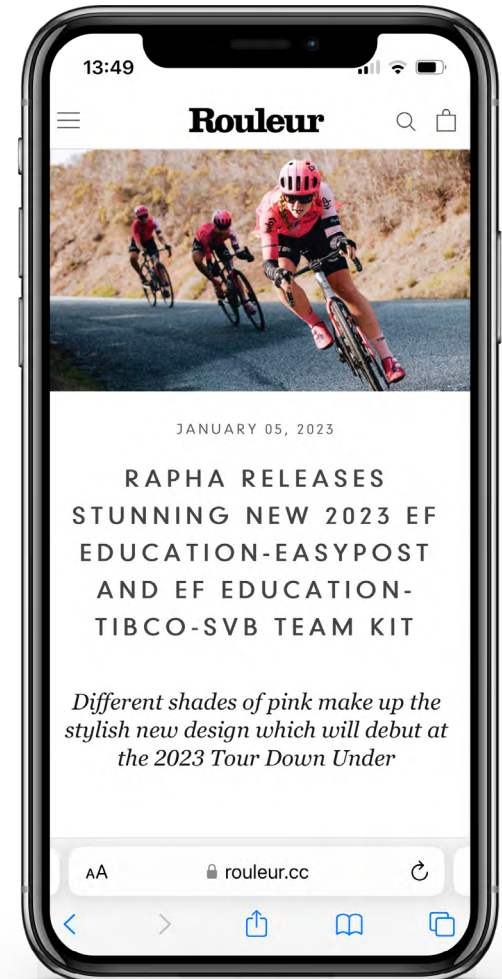 13:49
Rouleur
JANUARY 05, 2023
RAPHA RELEASES
STUNNING NEW 2023 EF
EDUCATION-EASYPOST
AND EF EDUCATION-
TIBCO-SVB TEAM KIT
Different shades of pink make up the
stylish new design which will debut at
the 2023 Tour Down Under
AA
rouleur.cc